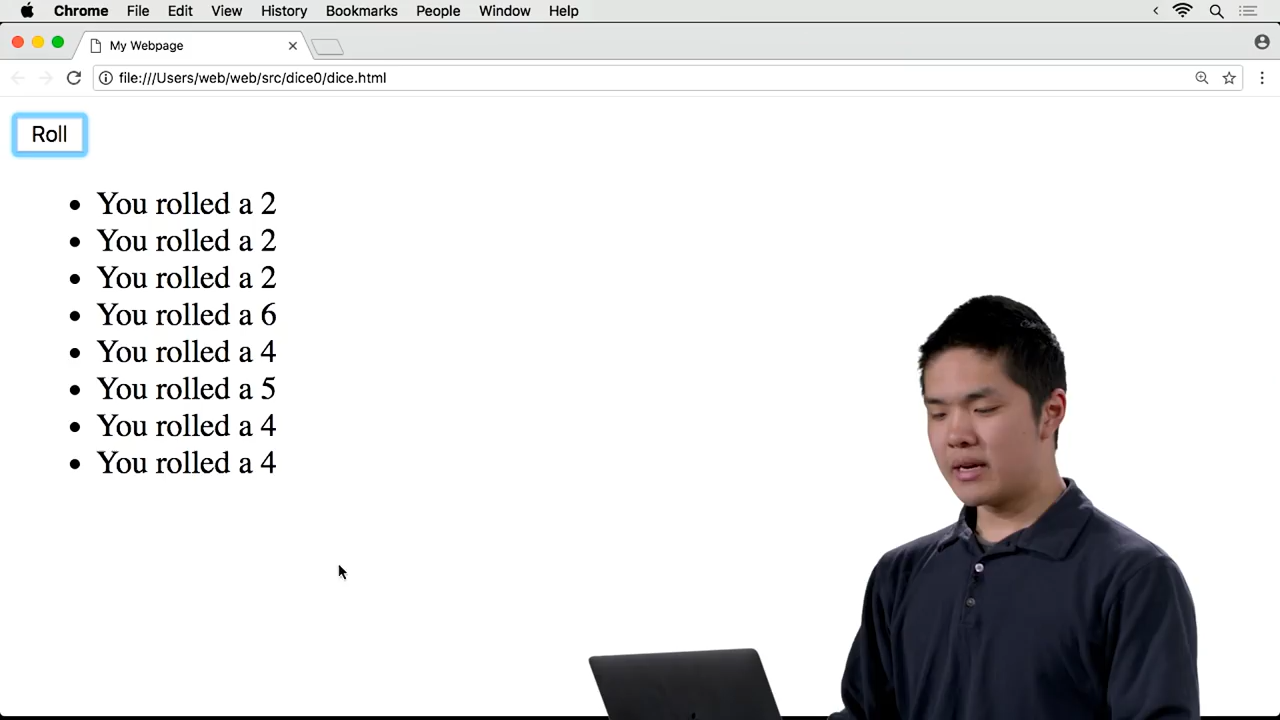 Chrome File Edit View History Bookmarks People Window Help
My Webpage
file:///Users/web/web/src/dice0/dice.html
Roll
• You rolled a 2
• You rolled a 2
• You rolled a 2
• You rolled a 6
• You rolled a 4
• You rolled a 5
• You rolled a 4
• You rolled a 4